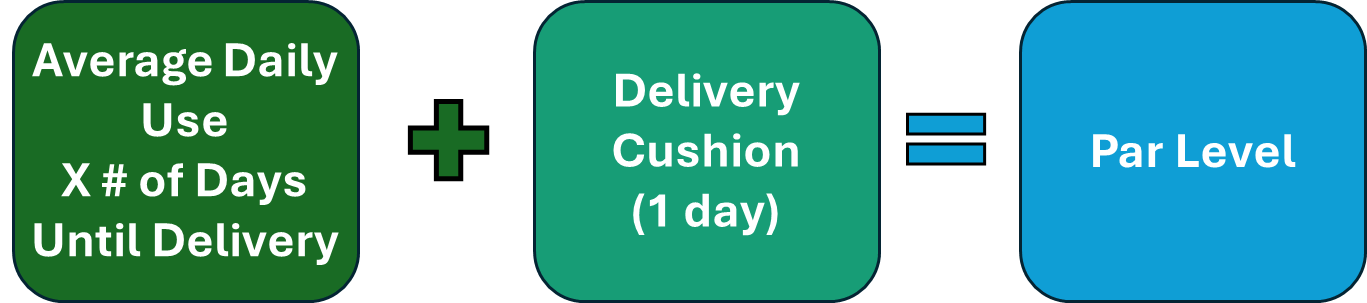 Average Daily
Use
X # of Days
Until Delivery
Delivery
Cushion
(1 day)
Par Level